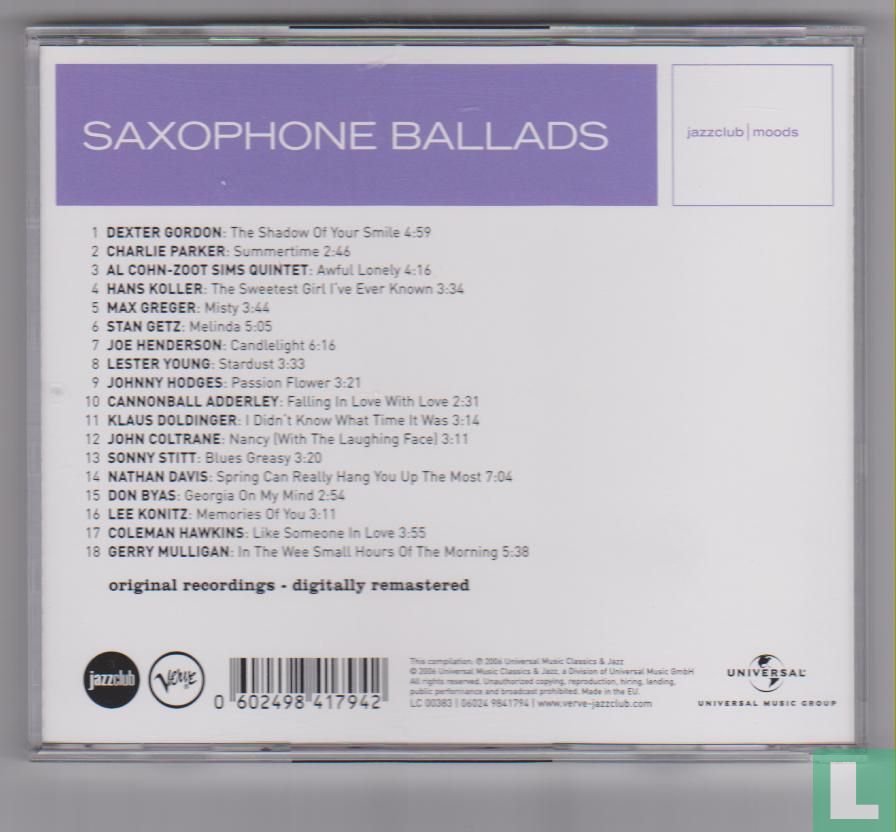 SAXOPHONE BALLADS
jazzclub|moods
1 DEXTER GORDON: The Shadow Of Your Smile 4:59
2 CHARLIE PARKER: Summertime 2:46
3 AL COHN-ZOOT SIMS QUINTET: Awful Lonely 4:16
4 HANS KOLLER: The Sweetest Girl I've Ever Known 3:34
5 MAX GREGER: Misty 3:44
6 STAN GETZ: Melinda 5:05
7 JOE HENDERSON: Candlelight 6:16
8 LESTER YOUNG: Stardust 3:33
9 JOHNNY HODGES: Passion Flower 3:21
10 CANNONBALL ADDERLEY: Falling In Love With Love 2:31
11 KLAUS DOLDINGER: I Didn't Know What Time It Was 3:14
12 JOHN COLTRANE: Nancy (With The Laughing Face) 3:11
13 SONNY STITT: Blues Greasy 3:20
14 NATHAN DAVIS: Spring Can Really Hang You Up The Most 7:04
15 DON BYAS: Georgia On My Mind 2:54
16 LEE KONITZ: Memories Of You 3:11
17 COLEMAN HAWKINS: Like Someone In Love 3:55
18 GERRY MULLIGAN: In The Wee Small Hours Of The Morning 5:38
original recordings - digitally remastered
jazzclub
Verve
0 602498 417942
This compilation: ℗ 2006 Universal Music Classics & Jazz
© 2006 Universal Music Classics & Jazz, a Division of Universal Music GmbH
All rights reserved. Unauthorized copying, reproduction, hiring, lending,
public performance and broadcast prohibited. Made in the EU.
LC 00383 | 06024 9841794 | www.verve-jazzclub.com
UNIVERSAL
UNIVERSAL MUSIC GROUP
L